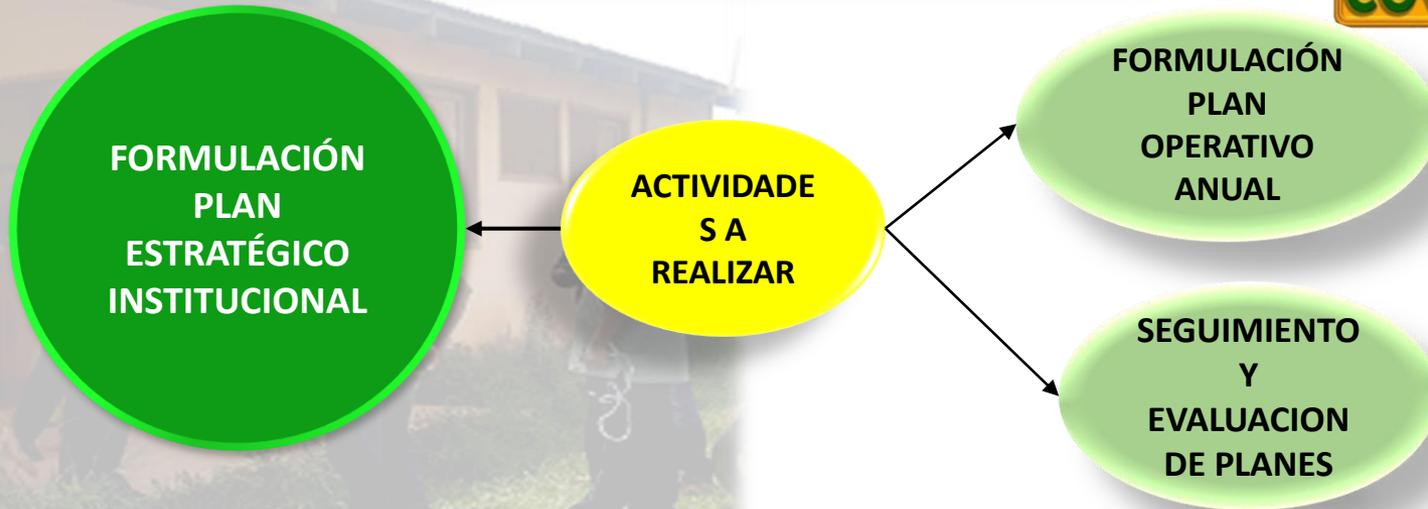 FORMULACIÓN
PLAN
ESTRATÉGICO
INSTITUCIONAL
ACTIVIDADE
S A
REALIZAR
FORMULACIÓN
PLAN
OPERATIVO
ANUAL
SEGUIMIENTO
Y
EVALUACION
DE PLANES